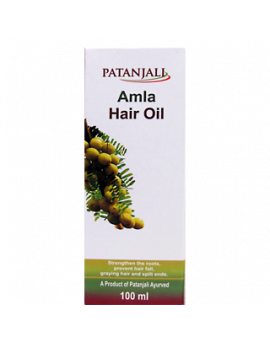 PATANJALI
Amla
Hair Oil
Strengthen the roots,
prevent hair fall,
graying hair and split ends.
A Product of Patanjali Ayurved
100 ml